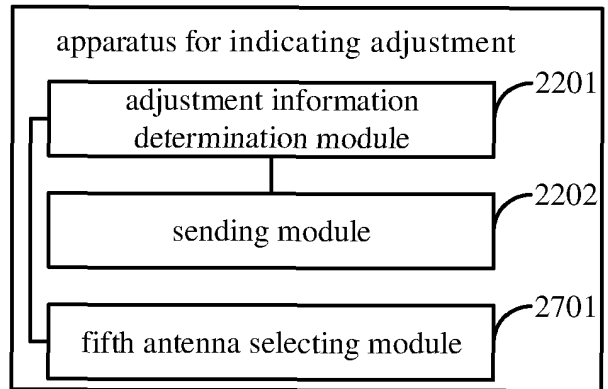 apparatus for indicating adjustment
2201
adjustment information
determination module
2202
sending module
2701
fifth antenna selecting module